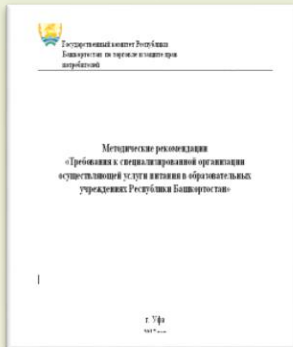 Государственный комитет Республики
Башкортостан по торговле и защите прав
потребителей
Методические рекомендации
«Требования к специализированной организации
осуществляющей услуги питания в образовательных
учреждениях Республики Башкортостан»
г. Уфа